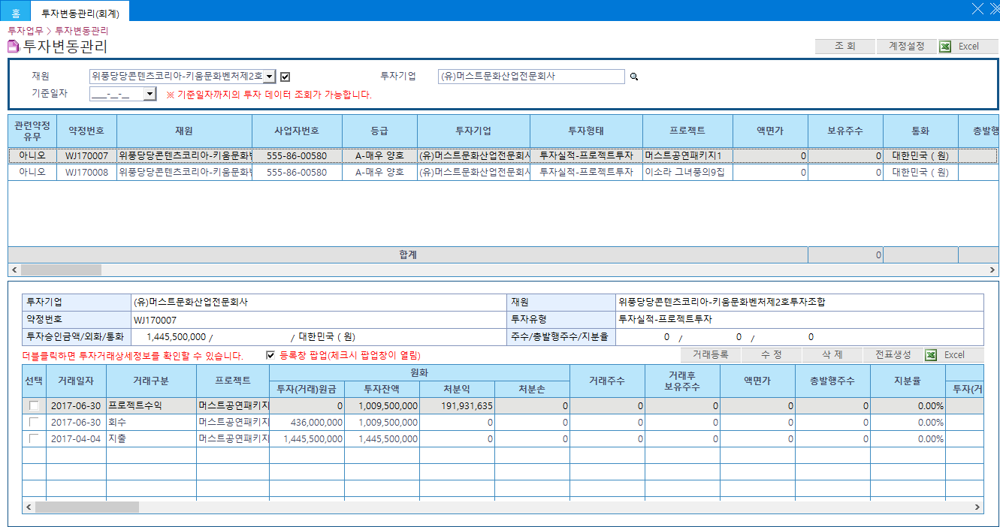 홈 투자변동관리(회계)
투자업무 > 투자변동관리
투자변동관리 조 회 계정설정 Excel
재원 위풍당당콘텐츠코리아-키움문화벤처제2호 투자기업 (유)머스트문화산업전문회사
기준일자 ____-__-__ ※ 기준일자까지의 투자 데이터 조회가 가능합니다.
관련약정 유무 약정번호 재원 사업자번호 등급 투자기업 투자형태 프로젝트 액면가 보유주수 통화 총발행
아니오 WJ170007 위풍당당콘텐츠코리아-키움문화 555-86-00580 A-매우 양호 (유)머스트문화산업전문회사 투자실적-프로젝트투자 머스트공연패키지1 0 0 대한민국 ( 원)
아니오 WJ170008 위풍당당콘텐츠코리아-키움문화 555-86-00580 A-매우 양호 (유)머스트문화산업전문회사 투자실적-프로젝트투자 이소라 그녀풍의9집 0 0 대한민국 ( 원)
합계 0
투자기업 (유)머스트문화산업전문회사 재원 위풍당당콘텐츠코리아-키움문화벤처제2호투자조합
약정번호 WJ170007 투자유형 투자실적-프로젝트투자
투자승인금액/외화/통화 1,445,500,000 / / 대한민국 ( 원) 주수/총발행주수/지분율 0 / 0 / 0
더블클릭하면 투자거래상세정보를 확인할 수 있습니다. 등록창 팝업(체크시 팝업창이 열림) 거래등록 수 정 삭 제 전표생성 Excel
선택 거래일자 거래구분 프로젝트 원화 거래주수 거래후 보유주수 액면가 총발행주수 지분율
투자(거래)원금 투자잔액 처분익 처분손 투자(거
2017-06-30 프로젝트수익 머스트공연패키지 0 1,009,500,000 191,931,635 0 0 0 0 0 0.00%
2017-06-30 회수 머스트공연패키지 436,000,000 1,009,500,000 0 0 0 0 0 0 0.00%
2017-04-04 지출 머스트공연패키지 1,445,500,000 1,445,500,000 0 0 0 0 0 0 0.00%